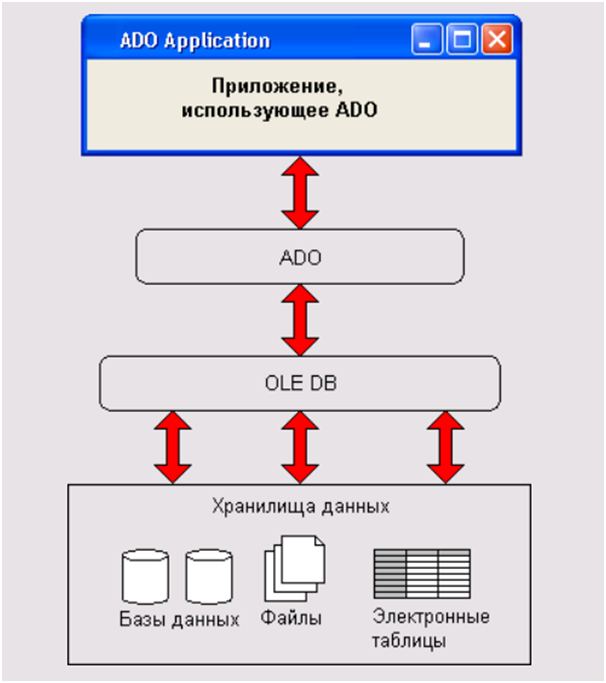 ADO Application
Приложение,
использующее ADO
ADO
OLE DB
Хранилища данных
Базы данных
Файлы
Электронные
таблицы